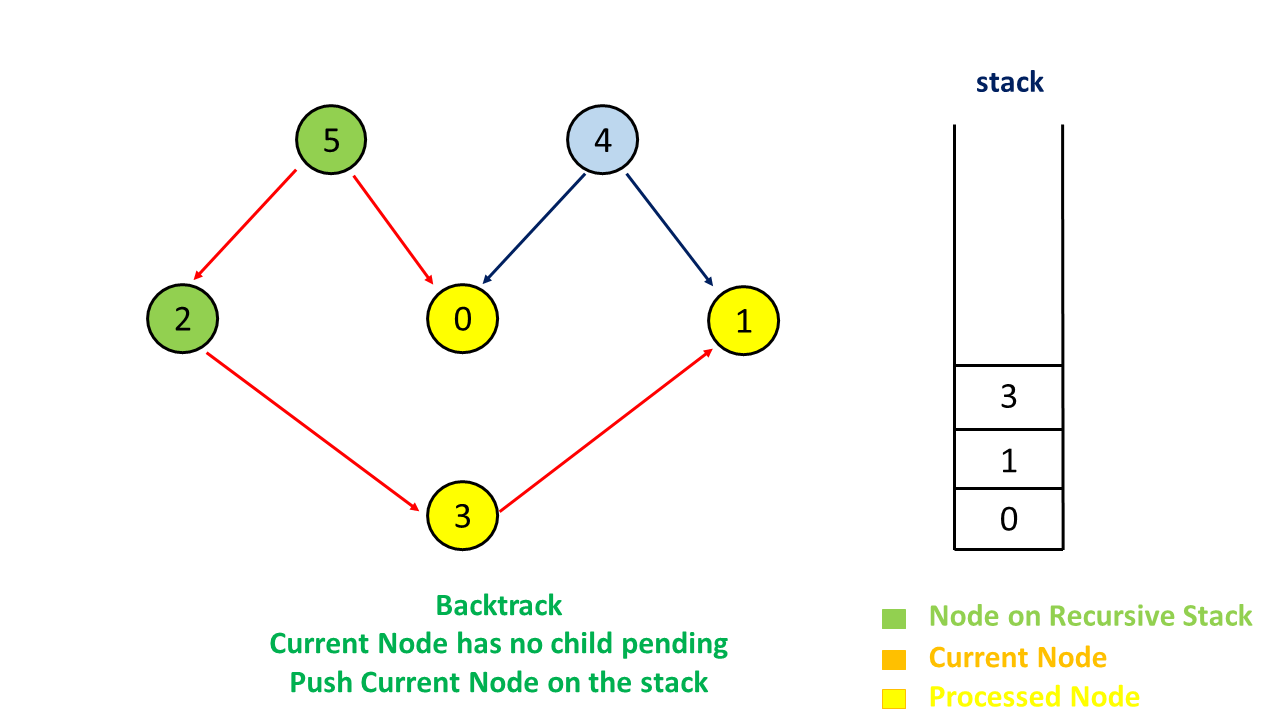 stack
5
4
2
0
1
3
3
1
0
Backtrack
Current Node has no child pending
Push Current Node on the stack
Node on Recursive Stack
Current Node
Processed Node